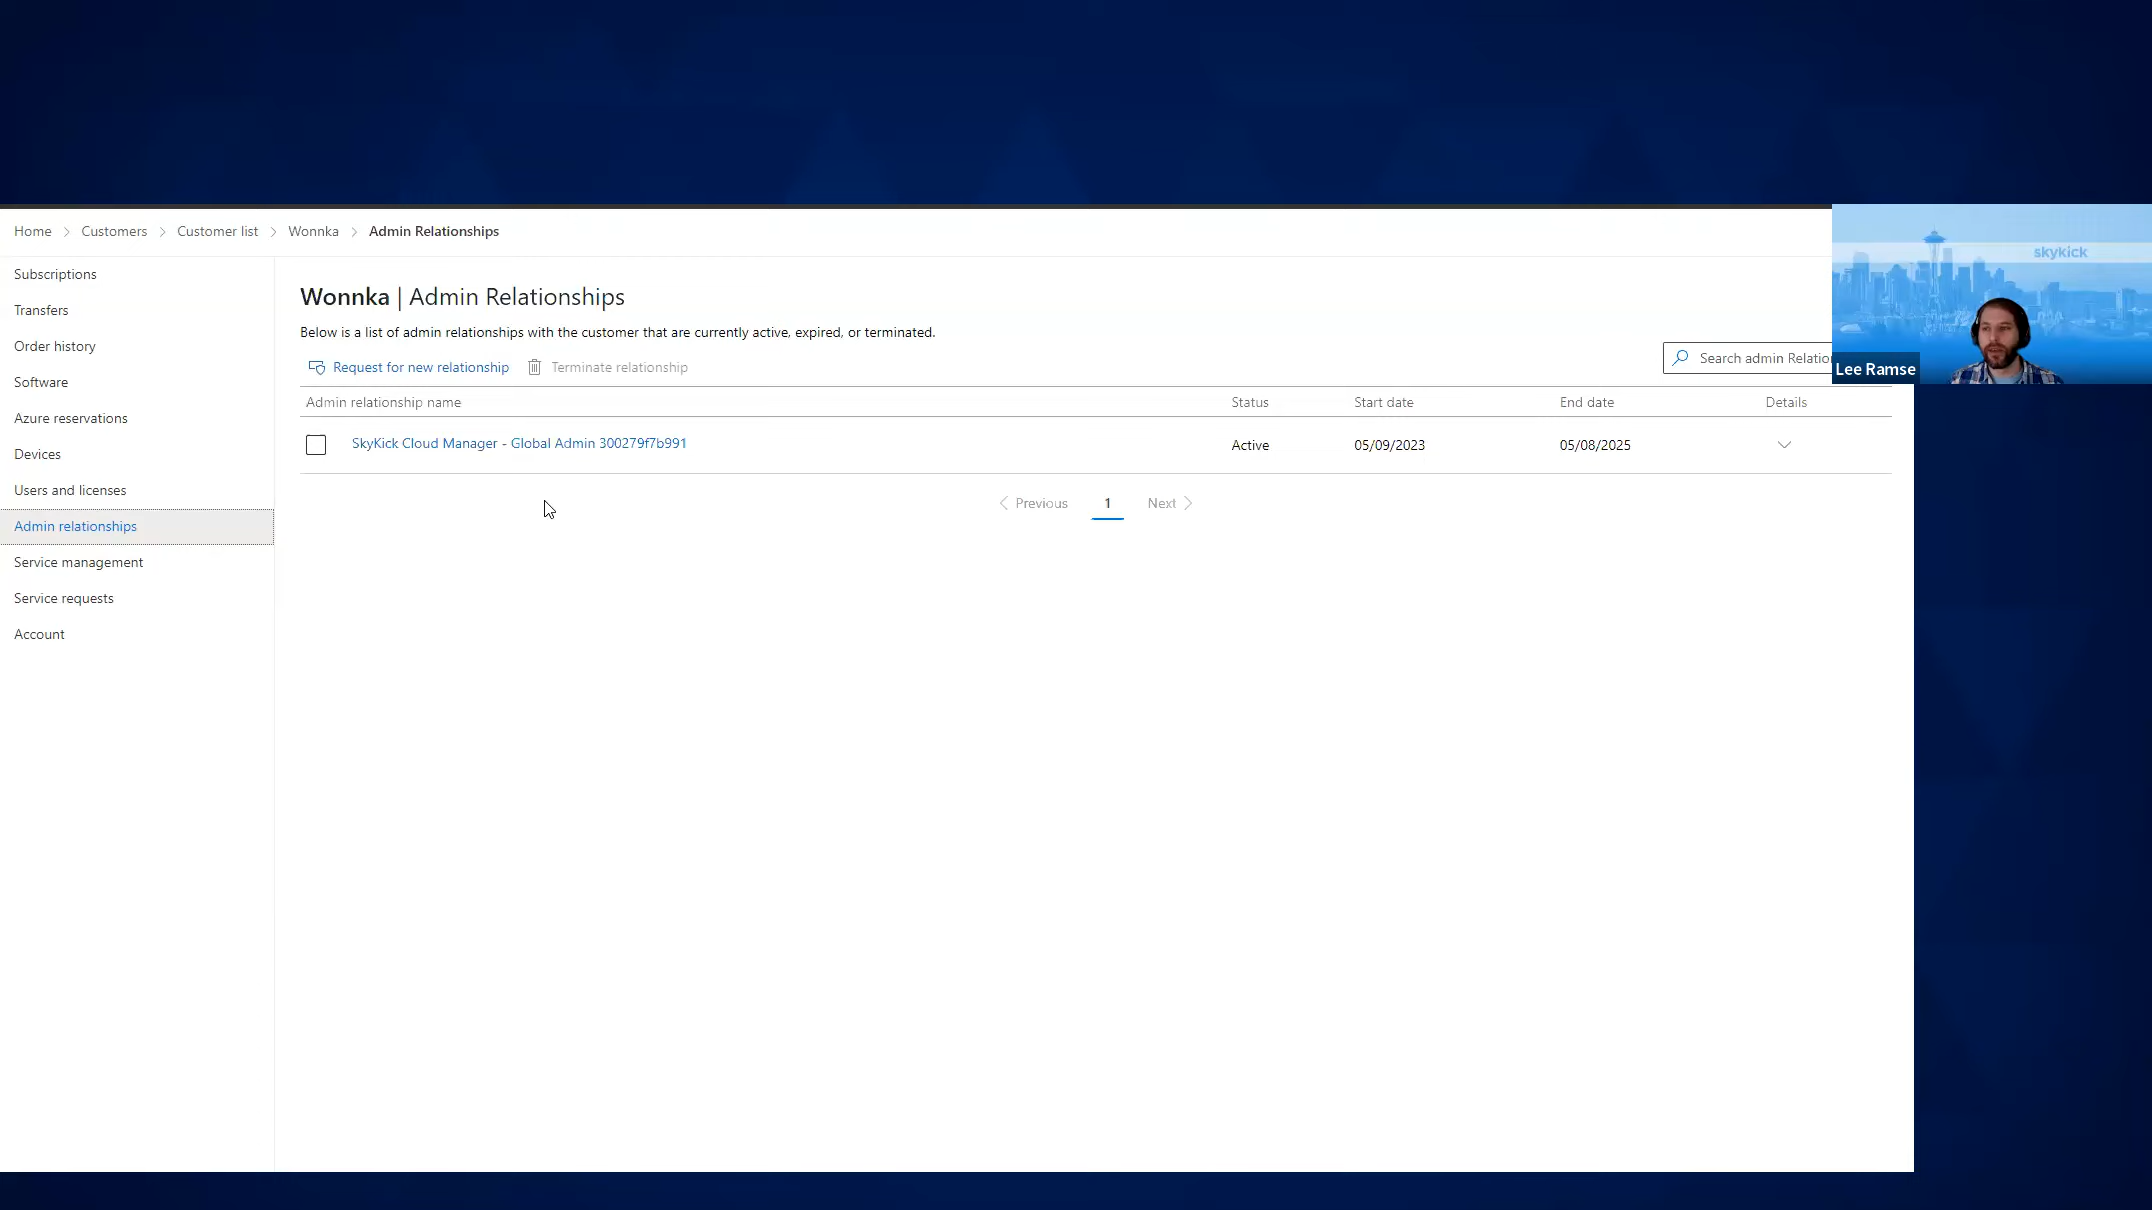 Home > Customers > Customer list > Wonnka > Admin Relationships
skykick
Subscriptions
Transfers
Order history
Software
Azure reservations
Devices
Users and licenses
Admin relationships
Service management
Service requests
Account
Wonnka | Admin Relationships
Below is a list of admin relationships with the customer that are currently active, expired, or terminated.
Request for new relationship Terminate relationship
Search admin Relatio
Lee Ramse
Admin relationship name Status Start date End date Details
SkyKick Cloud Manager - Global Admin 300279f7b991 Active 05/09/2023 05/08/2025
Previous 1 Next